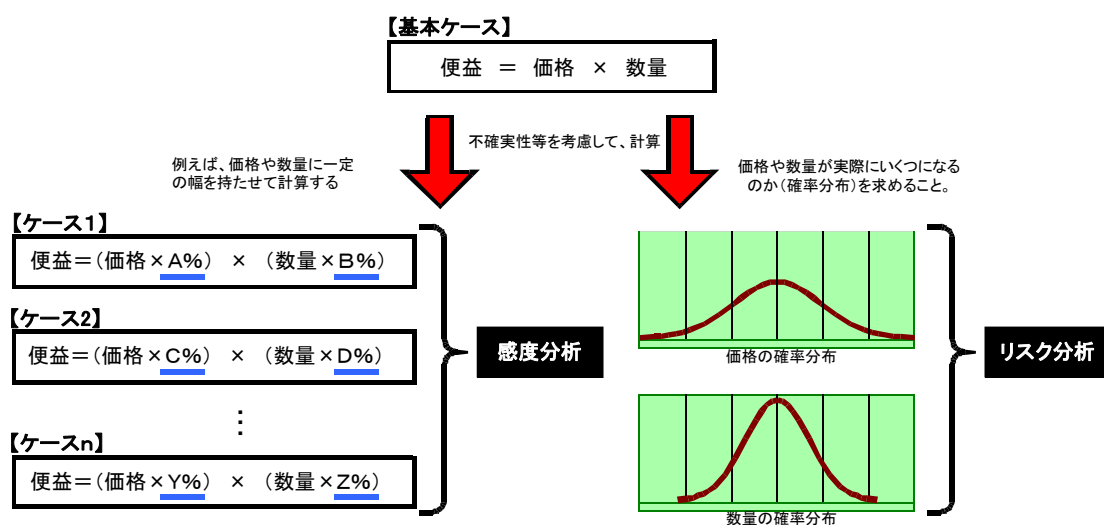 【基本ケース】
便益 ＝ 価格 × 数量
不確実性等を考慮して、計算
例えば、価格や数量に一定
の幅を持たせて計算する
価格や数量が実際にいくつになる
のか（確率分布）を求めること。
【ケース１】
便益＝（価格×Ａ％） × （数量×Ｂ％）
【ケース２】
便益＝（価格×Ｃ％） × （数量×Ｄ％）
⋮
【ケースｎ】
便益＝（価格×Ｙ％） × （数量×Ｚ％）
感度分析
価格の確率分布
数量の確率分布
リスク分析